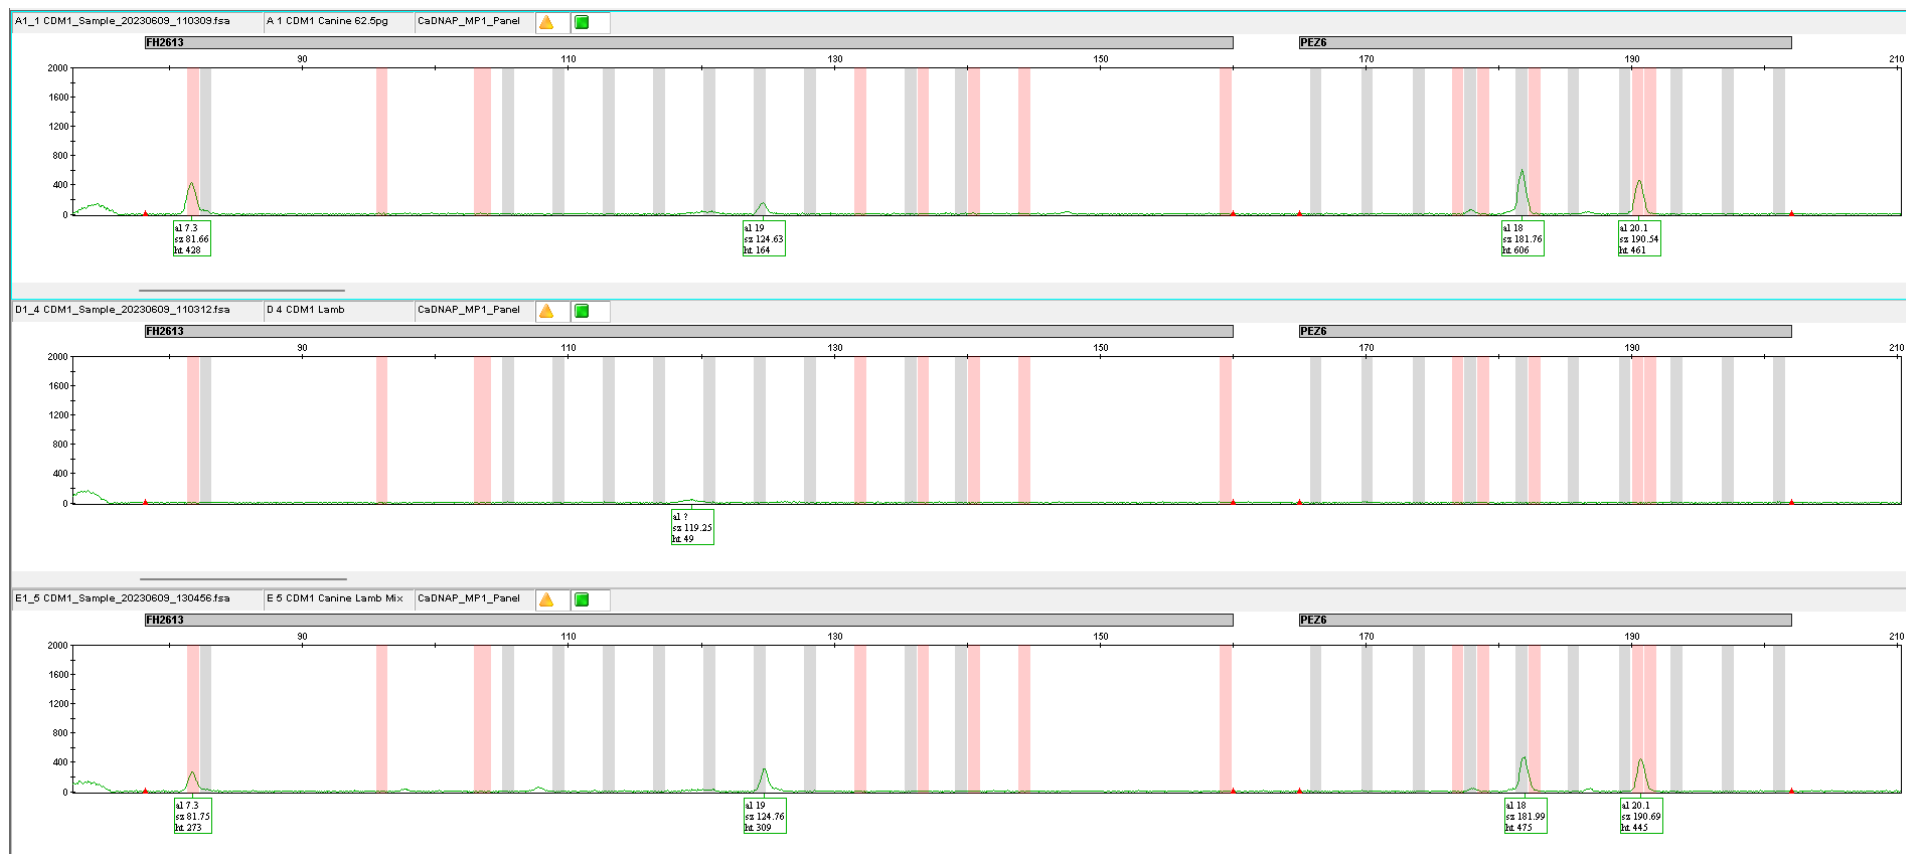 A1_1 CDM1_Sample_20230609_110309.fsa A 1 CDM1 Canine 62.5pg CaDNAP_MP1_Panel
FH2613 PEZ6
90 110 130 150 170 190 210
2000
1600
1200
800
400
0
al 7.3
sz 81.66
ht 428
al 19
sz 124.63
ht 164
al 18
sz 181.76
ht 606
al 20.1
sz 190.54
ht 461
D1_4 CDM1_Sample_20230609_110312.fsa D 4 CDM1 Lamb CaDNAP_MP1_Panel
FH2613 PEZ6
90 110 130 150 170 190 210
2000
1600
1200
800
400
0
al ?
sz 119.25
ht 49
E1_5 CDM1_Sample_20230609_130456.fsa E 5 CDM1 Canine Lamb Mix CaDNAP_MP1_Panel
FH2613 PEZ6
90 110 130 150 170 190 210
2000
1600
1200
800
400
0
al 7.3
sz 81.75
ht 273
al 19
sz 124.76
ht 309
al 18
sz 181.99
ht 475
al 20.1
sz 190.69
ht 445